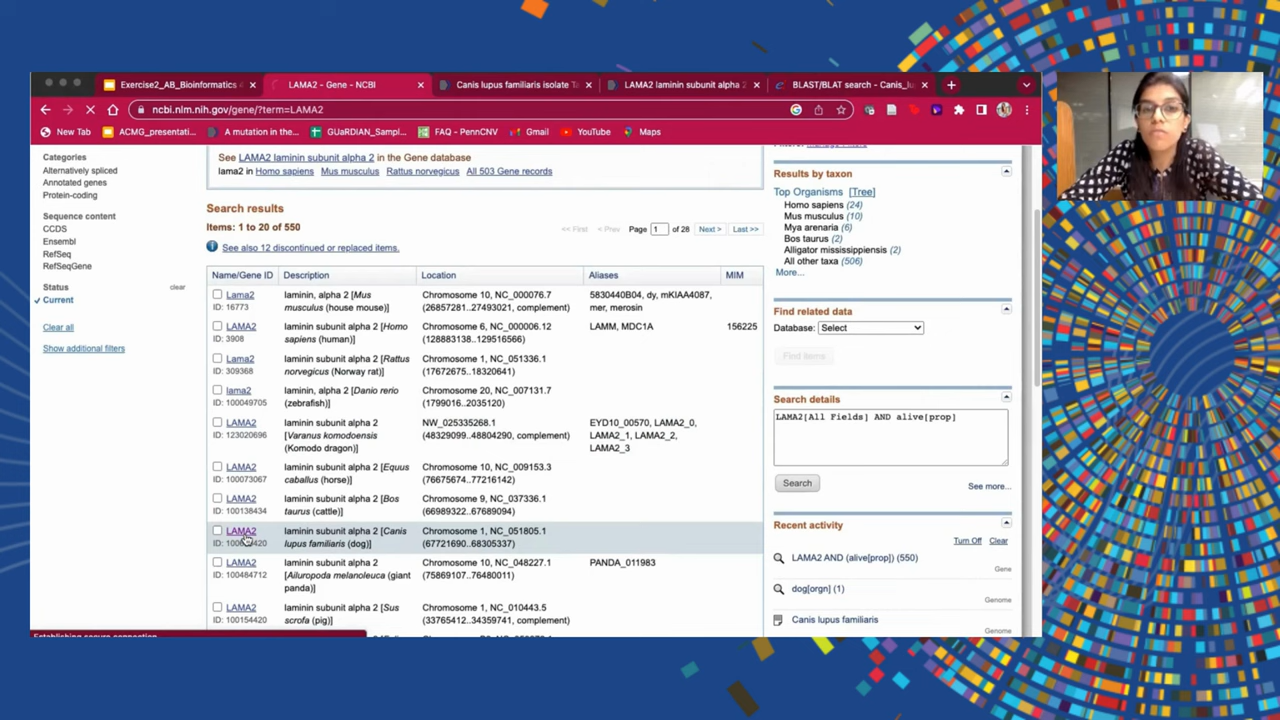 Exercise2_AB_Bioinformatics
LAMA2 - Gene - NCBI
Canis lupus familiaris isolate Ta
LAMA2 laminin subunit alpha 2
BLAST/BLAT search - Canis_lu
ncbi.nlm.nih.gov/gene/?term=LAMA2
New Tab
ACMG_presentati...
A mutation in the...
GUaRDIAN_Sampl...
FAQ - PennCNV
Gmail
YouTube
Maps
Categories
Alternatively spliced
Annotated genes
Protein-coding
Sequence content
CCDS
Ensembl
RefSeq
RefSeqGene
Status clear
Current
Clear all
Show additional filters
See LAMA2 laminin subunit alpha 2 in the Gene database
lama2 in Homo sapiens Mus musculus Rattus norvegicus All 503 Gene records
Search results
Items: 1 to 20 of 550
<< First < Prev Page 1 of 28 Next > Last >>
See also 12 discontinued or replaced items.
Name/Gene ID Description Location Aliases MIM
Lama2 laminin, alpha 2 [Mus Chromosome 10, NC_000076.7 5830440B04, dy, mKIAA4087,
ID: 16773 musculus (house mouse)] (26857281..27493021, complement) mer, merosin
LAMA2 laminin subunit alpha 2 [Homo Chromosome 6, NC_000006.12 LAMM, MDC1A 156225
ID: 3908 sapiens (human)] (128883138..129516566)
Lama2 laminin subunit alpha 2 [Rattus Chromosome 1, NC_051336.1
ID: 309368 norvegicus (Norway rat)] (17672675..18320641)
lama2 laminin, alpha 2 [Danio rerio Chromosome 20, NC_007131.7
ID: 100049705 (zebrafish)] (1799016..2035120)
LAMA2 laminin subunit alpha 2 NW_025335268.1 EYD10_00570, LAMA2_0,
ID: 123020696 [Varanus komodoensis (48329099..48804290, complement) LAMA2_1, LAMA2_2,
(Komodo dragon)] LAMA2_3
LAMA2 laminin subunit alpha 2 [Equus Chromosome 10, NC_009153.3
ID: 100073067 caballus (horse)] (76675674..77216142)
LAMA2 laminin subunit alpha 2 [Bos Chromosome 9, NC_037336.1
ID: 100138434 taurus (cattle)] (66989332..67689094)
LAMA2 laminin subunit alpha 2 [Canis Chromosome 1, NC_051805.1
lupus familiaris (dog)] (67721690..68305337)
LAMA2 laminin subunit alpha 2 Chromosome 10, NC_048227.1 PANDA_011983
ID: 100484712 [Ailuropoda melanoleuca (giant (75869107..76480011)
panda)]
LAMA2 laminin subunit alpha 2 [Sus Chromosome 1, NC_010443.5
ID: 100154420 scrofa (pig)] (33765412..34359741, complement)
Results by taxon
Top Organisms [Tree]
Homo sapiens (24)
Mus musculus (10)
Mya arenaria (6)
Bos taurus (2)
Alligator mississippiensis (2)
All other taxa (506)
More...
Find related data
Database: Select
Find items
Search details
LAMA2[All Fields] AND alive[prop]
Search
See more...
Recent activity
Turn Off Clear
LAMA2 AND (alive[prop]) (550)
Gene
dog[orgn] (1)
Genome
Canis lupus familiaris
Genome